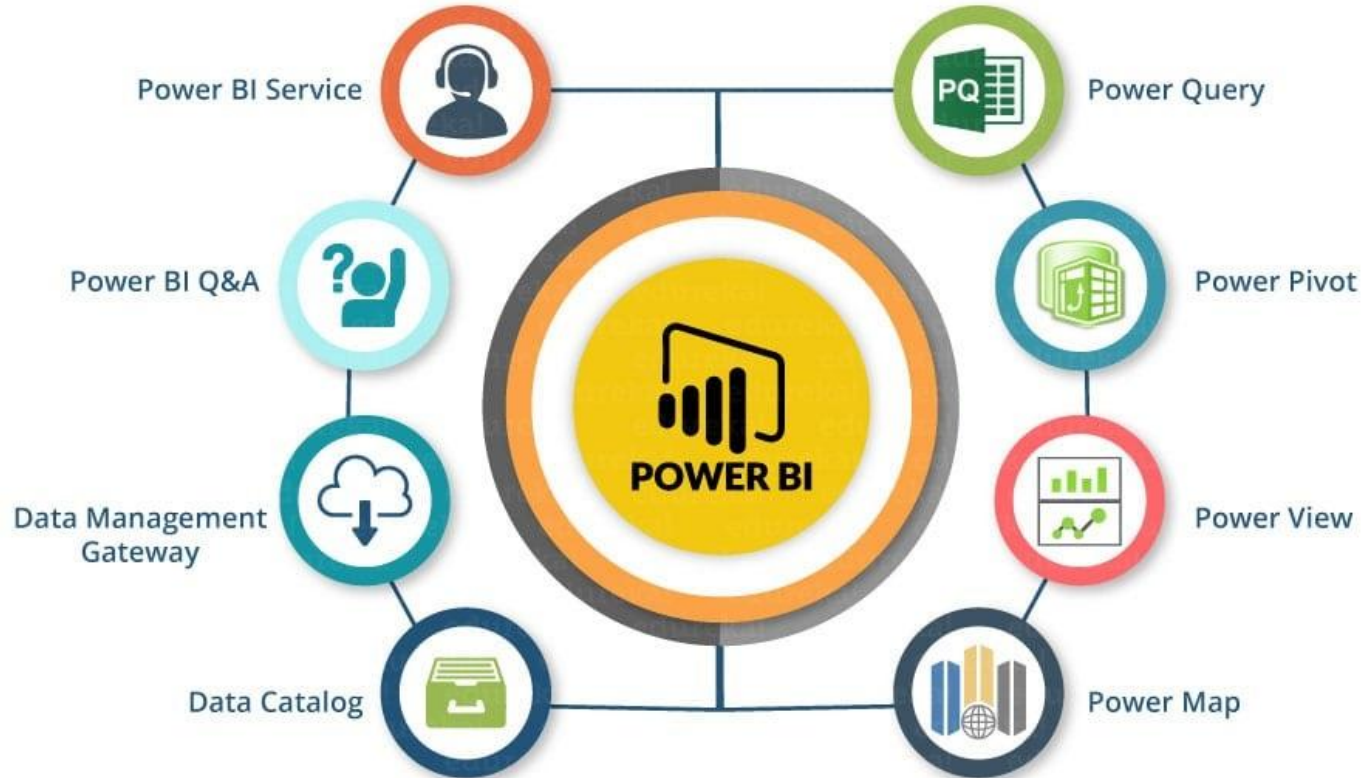 Power BI Service
Power Query
PQ
Power BI Q&A
?
Power Pivot
POWER BI
Data Management
Gateway
Power View
Data Catalog
Power Map